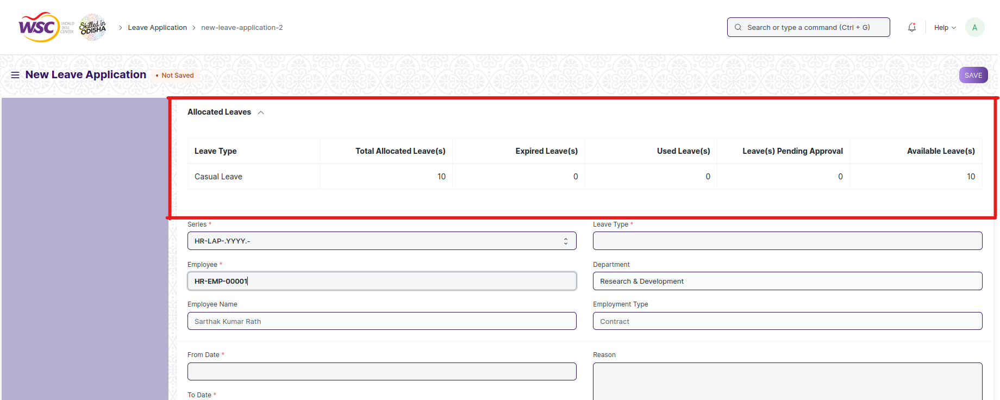 WSC WORLD SKILL CENTER Skilled in ODISHA > Leave Application > new-leave-application-2 Search or type a command (Ctrl + G) Help A
New Leave Application • Not Saved SAVE
Allocated Leaves
Leave Type Total Allocated Leave(s) Expired Leave(s) Used Leave(s) Leave(s) Pending Approval Available Leave(s)
Casual Leave 10 0 0 0 10
Series * Leave Type *
HR-LAP-.YYYY.-
Employee * Department
HR-EMP-00001 Research & Development
Employee Name Employment Type
Sarthak Kumar Rath Contract
From Date * Reason
To Date *